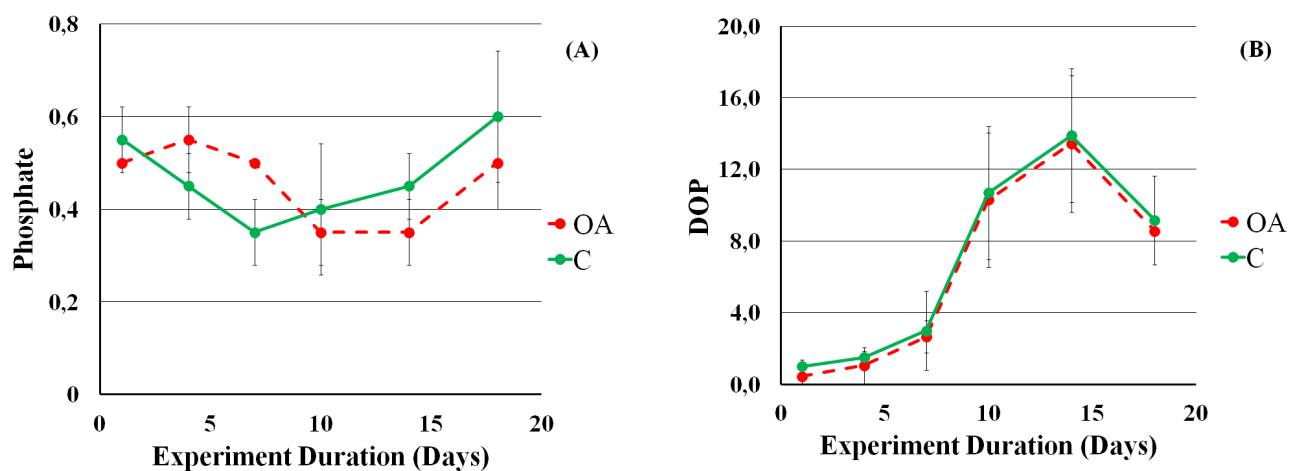 (A)
Phosphate
0,8
0,6
0,4
0,2
0
0 5 10 15 20
Experiment Duration (Days)
OA
C
(B)
DOP
20,0
16,0
12,0
8,0
4,0
0,0
0 5 10 15 20
Experiment Duration (Days)
OA
C